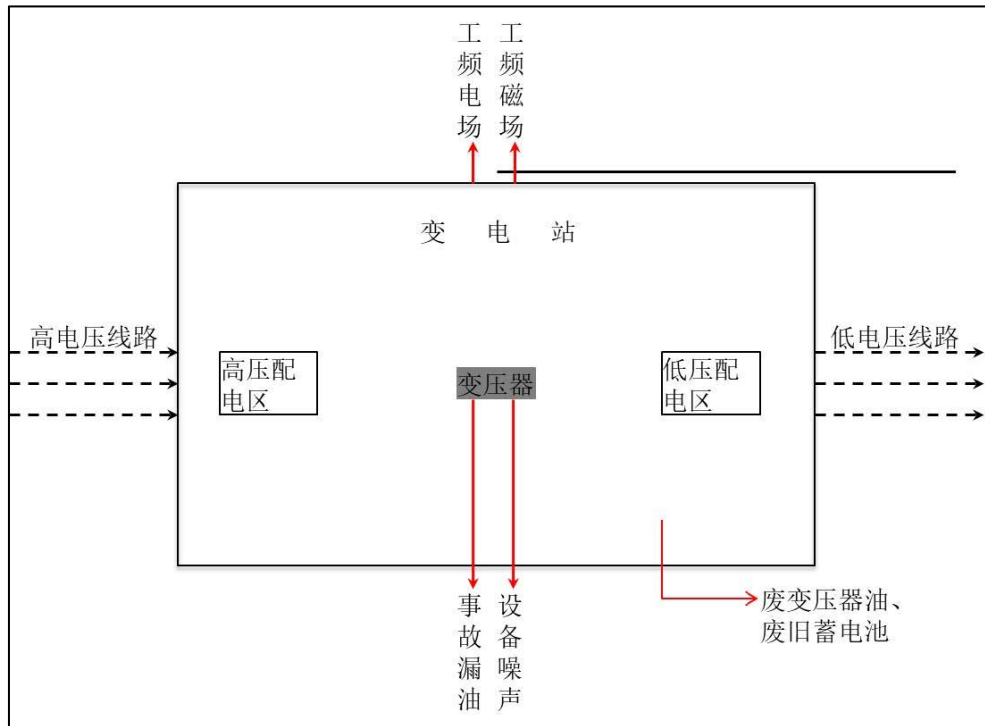 工频电场
工频磁场
变电站
高电压线路
低电压线路
高压配
电区
变压器
低压配
电区
事故漏油
设备噪声
废变压器油、
废旧蓄电池